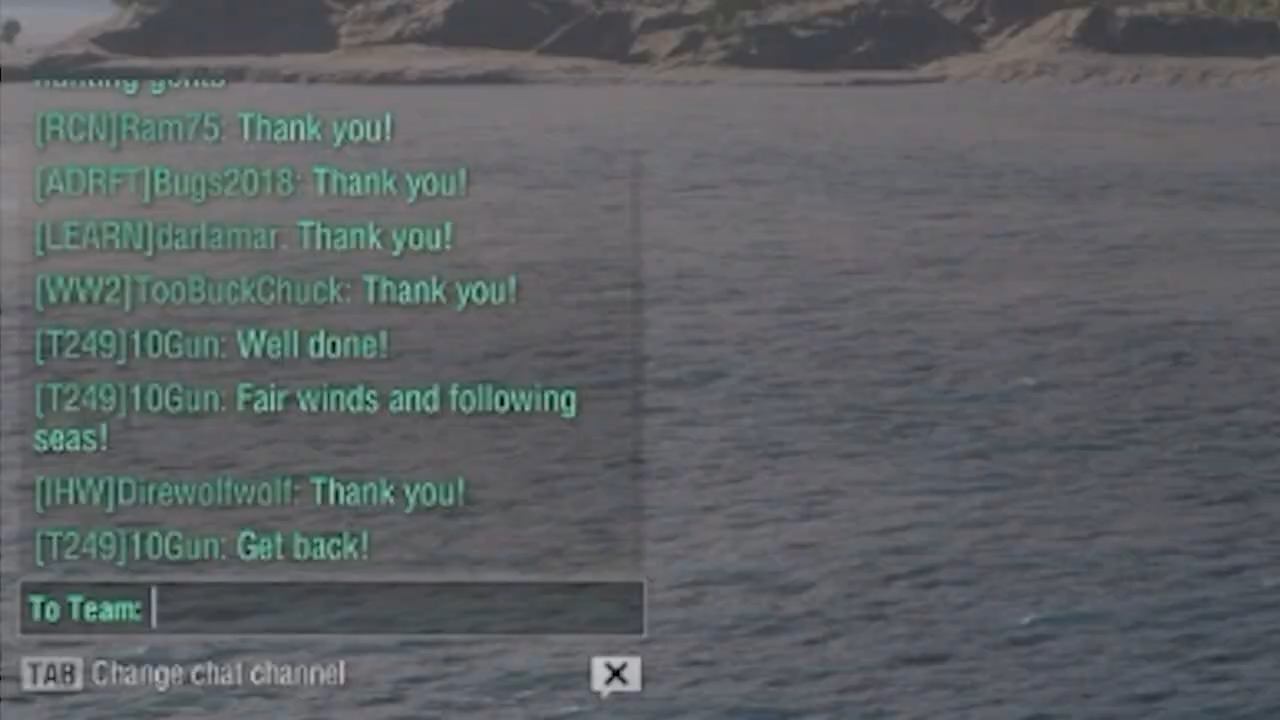 [RCN]Ram75: Thank you!
[ADRFT]Bugs2018: Thank you!
[LEARN]darlamar: Thank you!
[WW2]TooBuckChuck: Thank you!
[T249]10Gun: Well done!
[T249]10Gun: Fair winds and following
seas!
[IHW]Direwolfwolf: Thank you!
[T249]10Gun: Get back!
To Team:
TAB Change chat channel